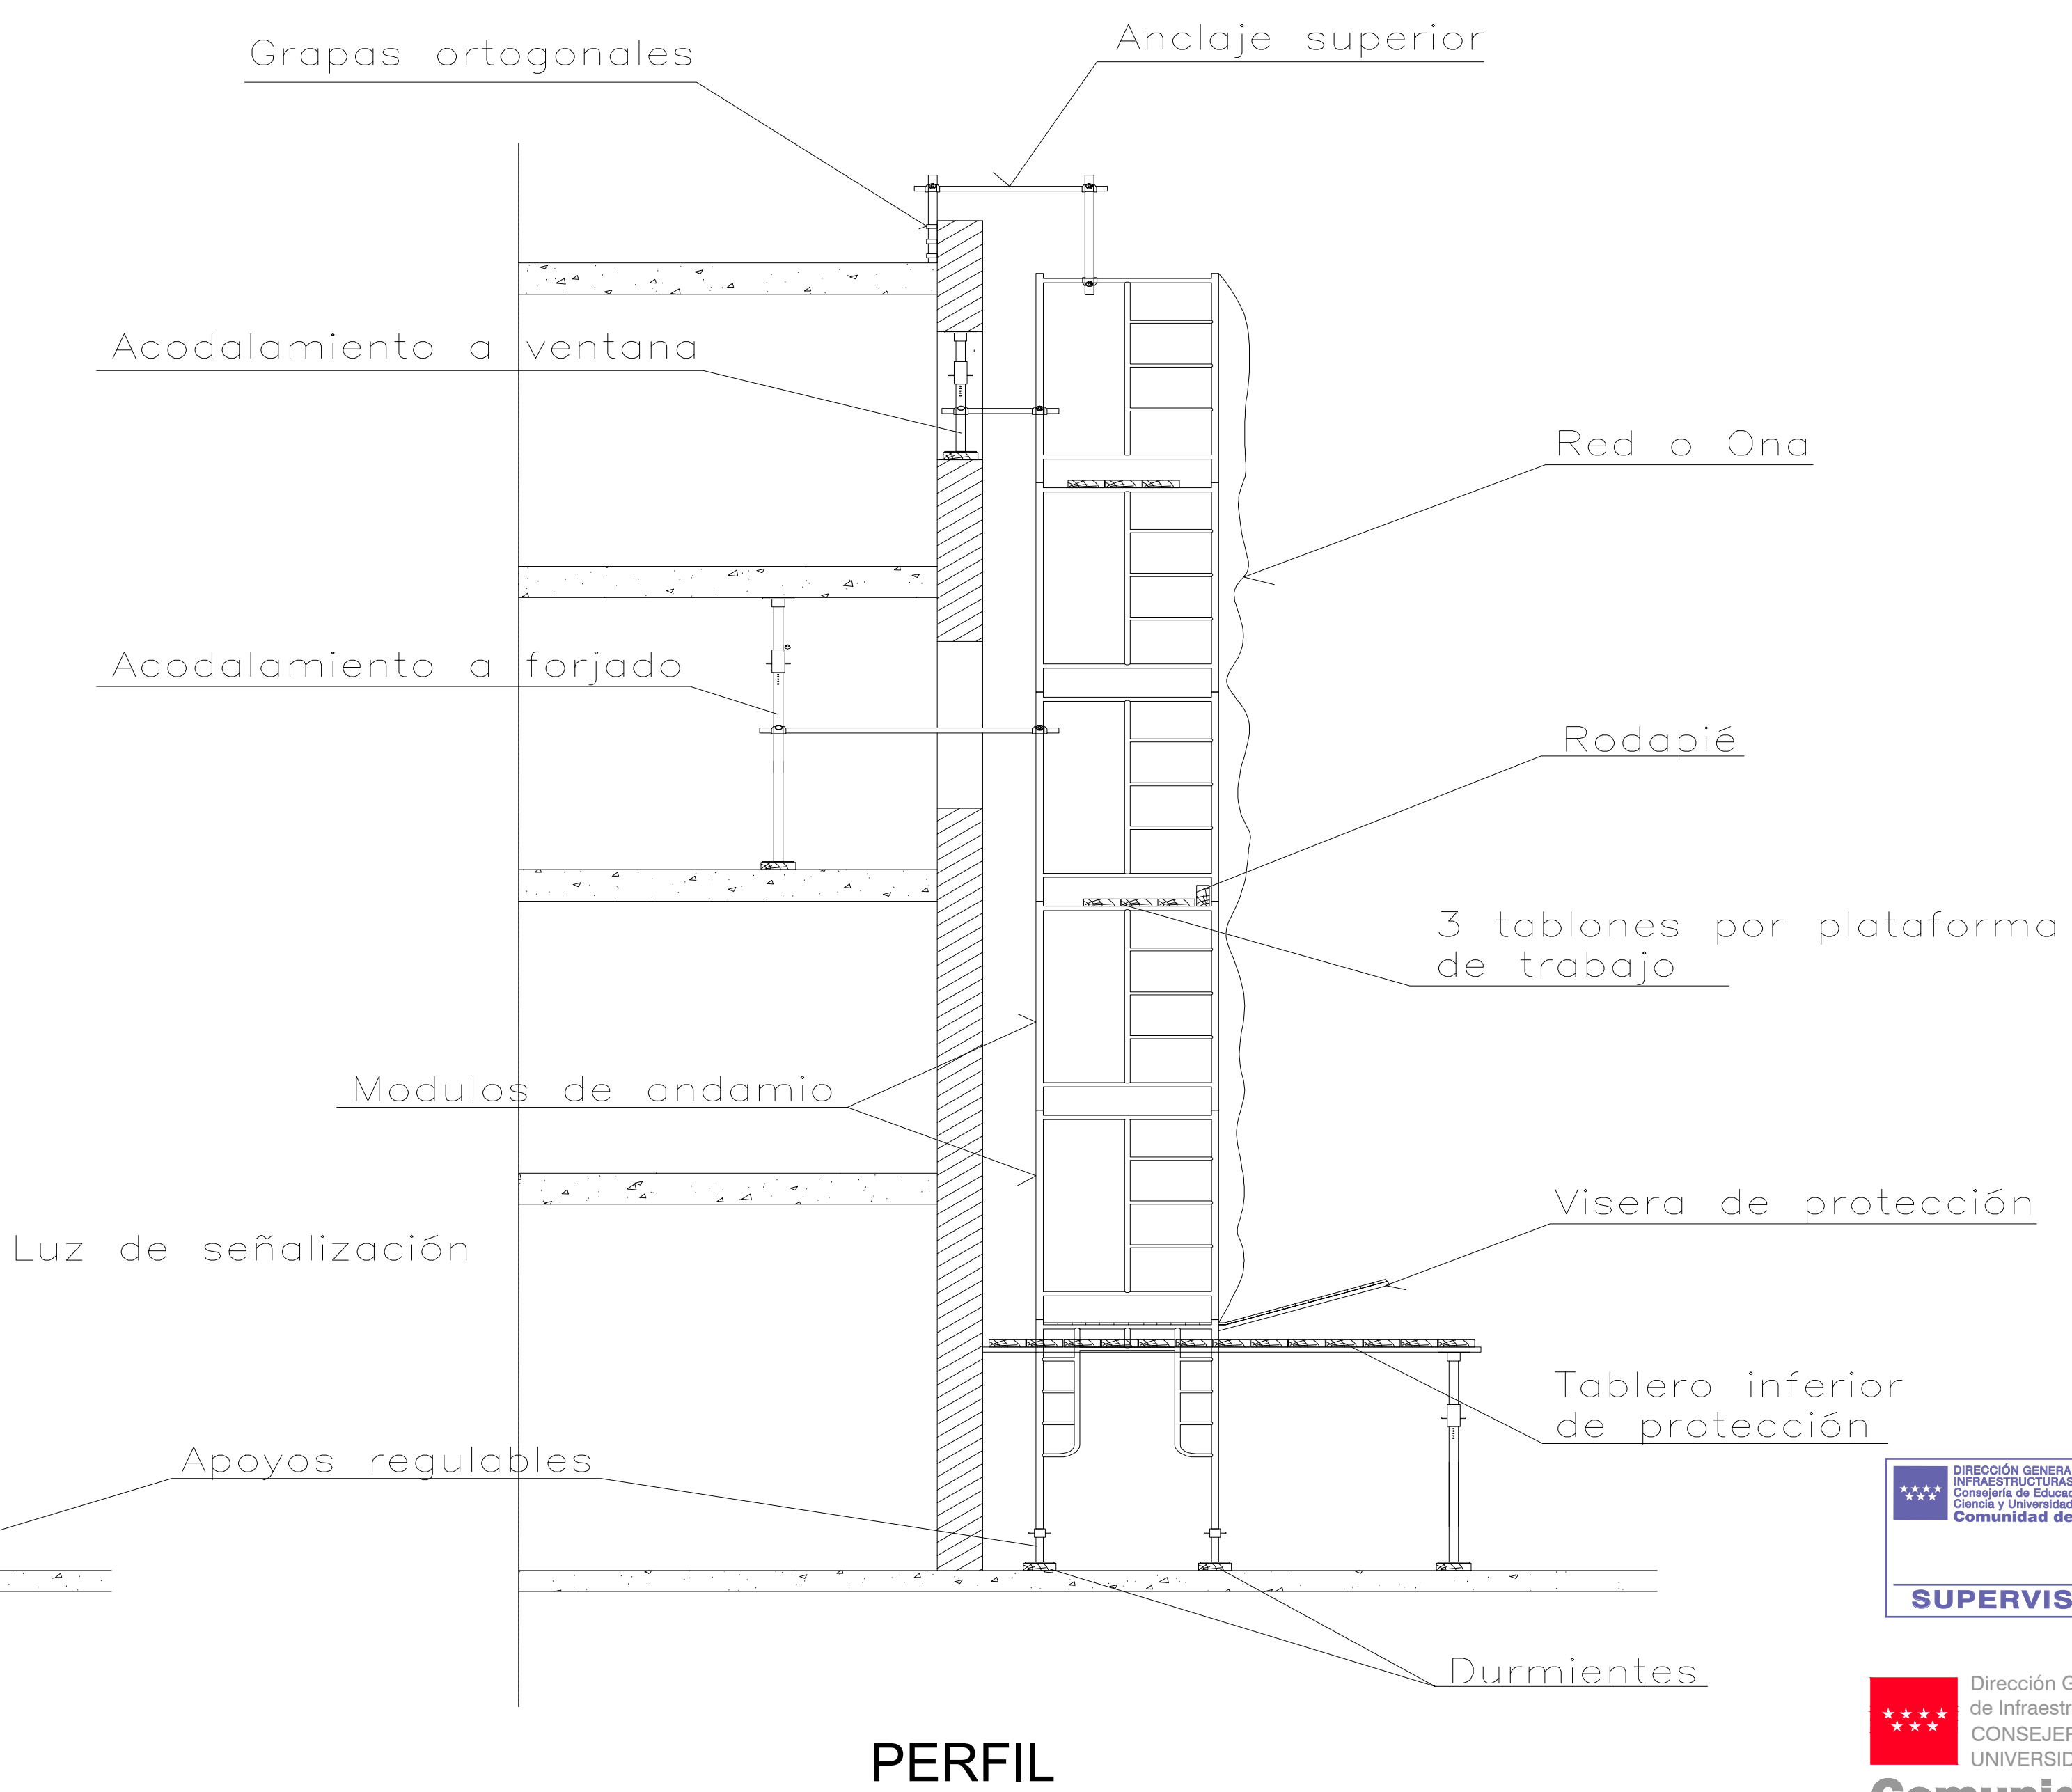 Grapas ortogonales
Anclaje superior
Acodalamiento a ventana
Red o Ona
Acodalamiento a forjado
Rodapié
3 tablones por plataforma
de trabajo
Modulos de andamio
Visera de protección
Luz de señalización
Tablero inferior
de protección
Apoyos regulables
Durmientes
PERFIL
DIRECCIÓN GENERA
INFRAESTRUCTURAS
Consejería de Educac
Ciencia y Universidad
Comunidad de
SUPERVIS
Dirección G
de Infraestr
CONSEJER
UNIVERSID
Comunid